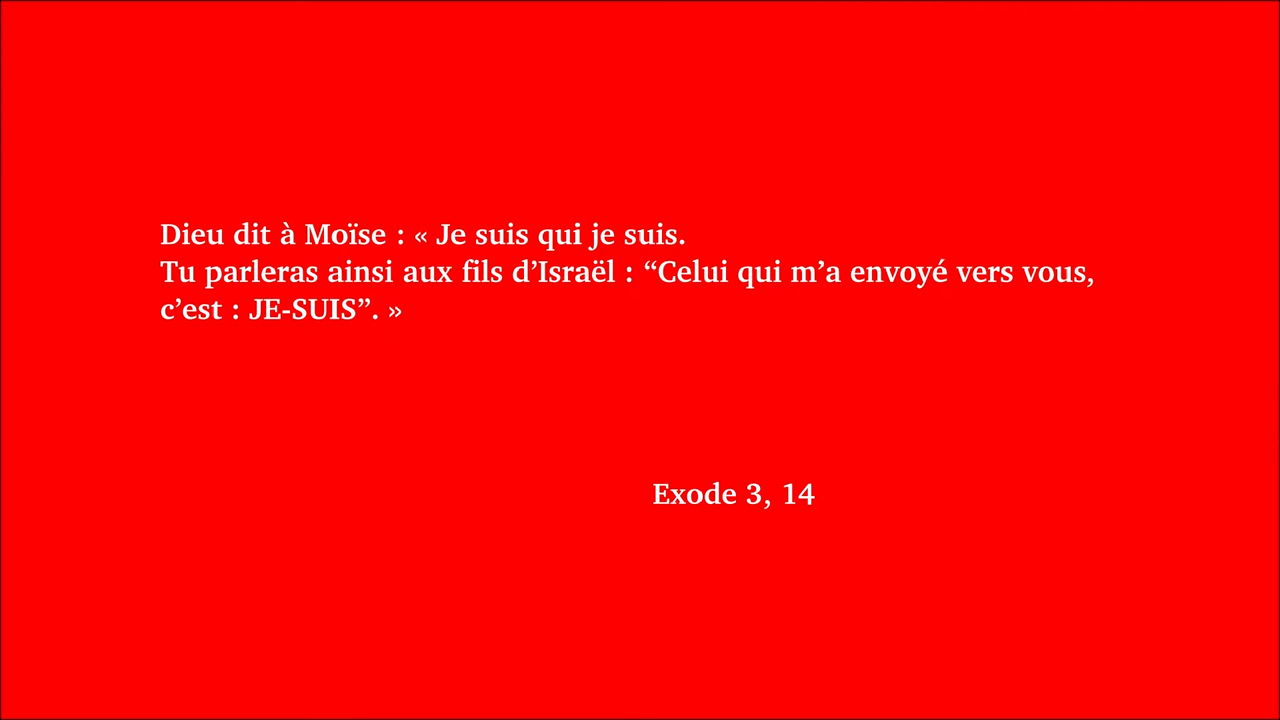 Dieu dit à Moïse : « Je suis qui je suis.
Tu parleras ainsi aux fils d’Israël : “Celui qui m’a envoyé vers vous,
c’est : JE-SUIS”. »
Exode 3, 14